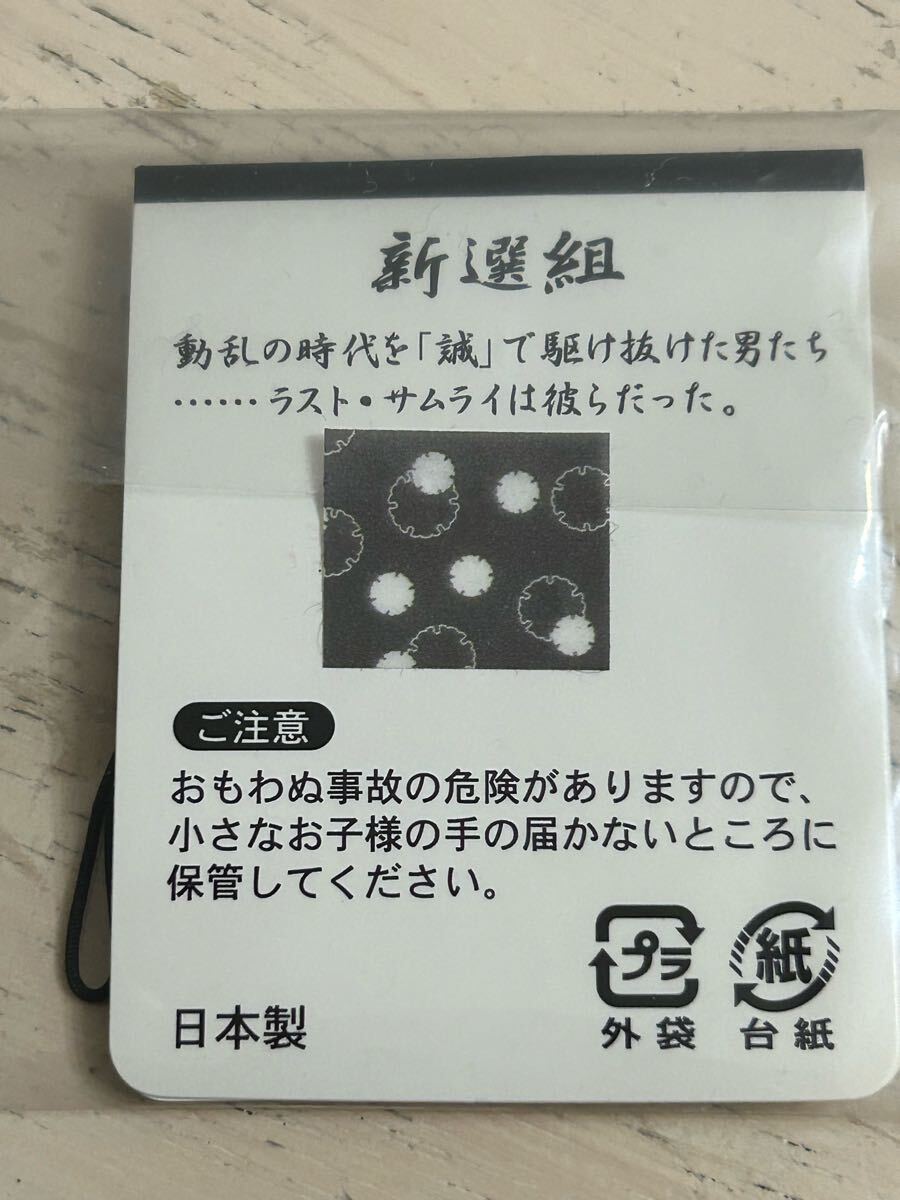 新選組
動乱の時代を「誠」で駆け抜けた男たち
……ラスト・サムライは彼らだった。
ご注意
おもわぬ事故の危険がありますので、
小さなお子様の手の届かないところに
保管してください。
プラ 紙
日本製 外袋 台紙